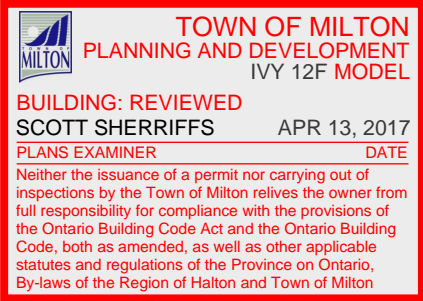 TOWN OF
MILTON
TOWN OF MILTON
PLANNING AND DEVELOPMENT
IVY 12F MODEL
BUILDING: REVIEWED
SCOTT SHERRIFFS APR 13, 2017
PLANS EXAMINER DATE
Neither the issuance of a permit nor carrying out of
inspections by the Town of Milton relives the owner from
full responsibility for compliance with the provisions of
the Ontario Building Code Act and the Ontario Building
Code, both as amended, as well as other applicable
statutes and regulations of the Province on Ontario,
By-laws of the Region of Halton and Town of Milton